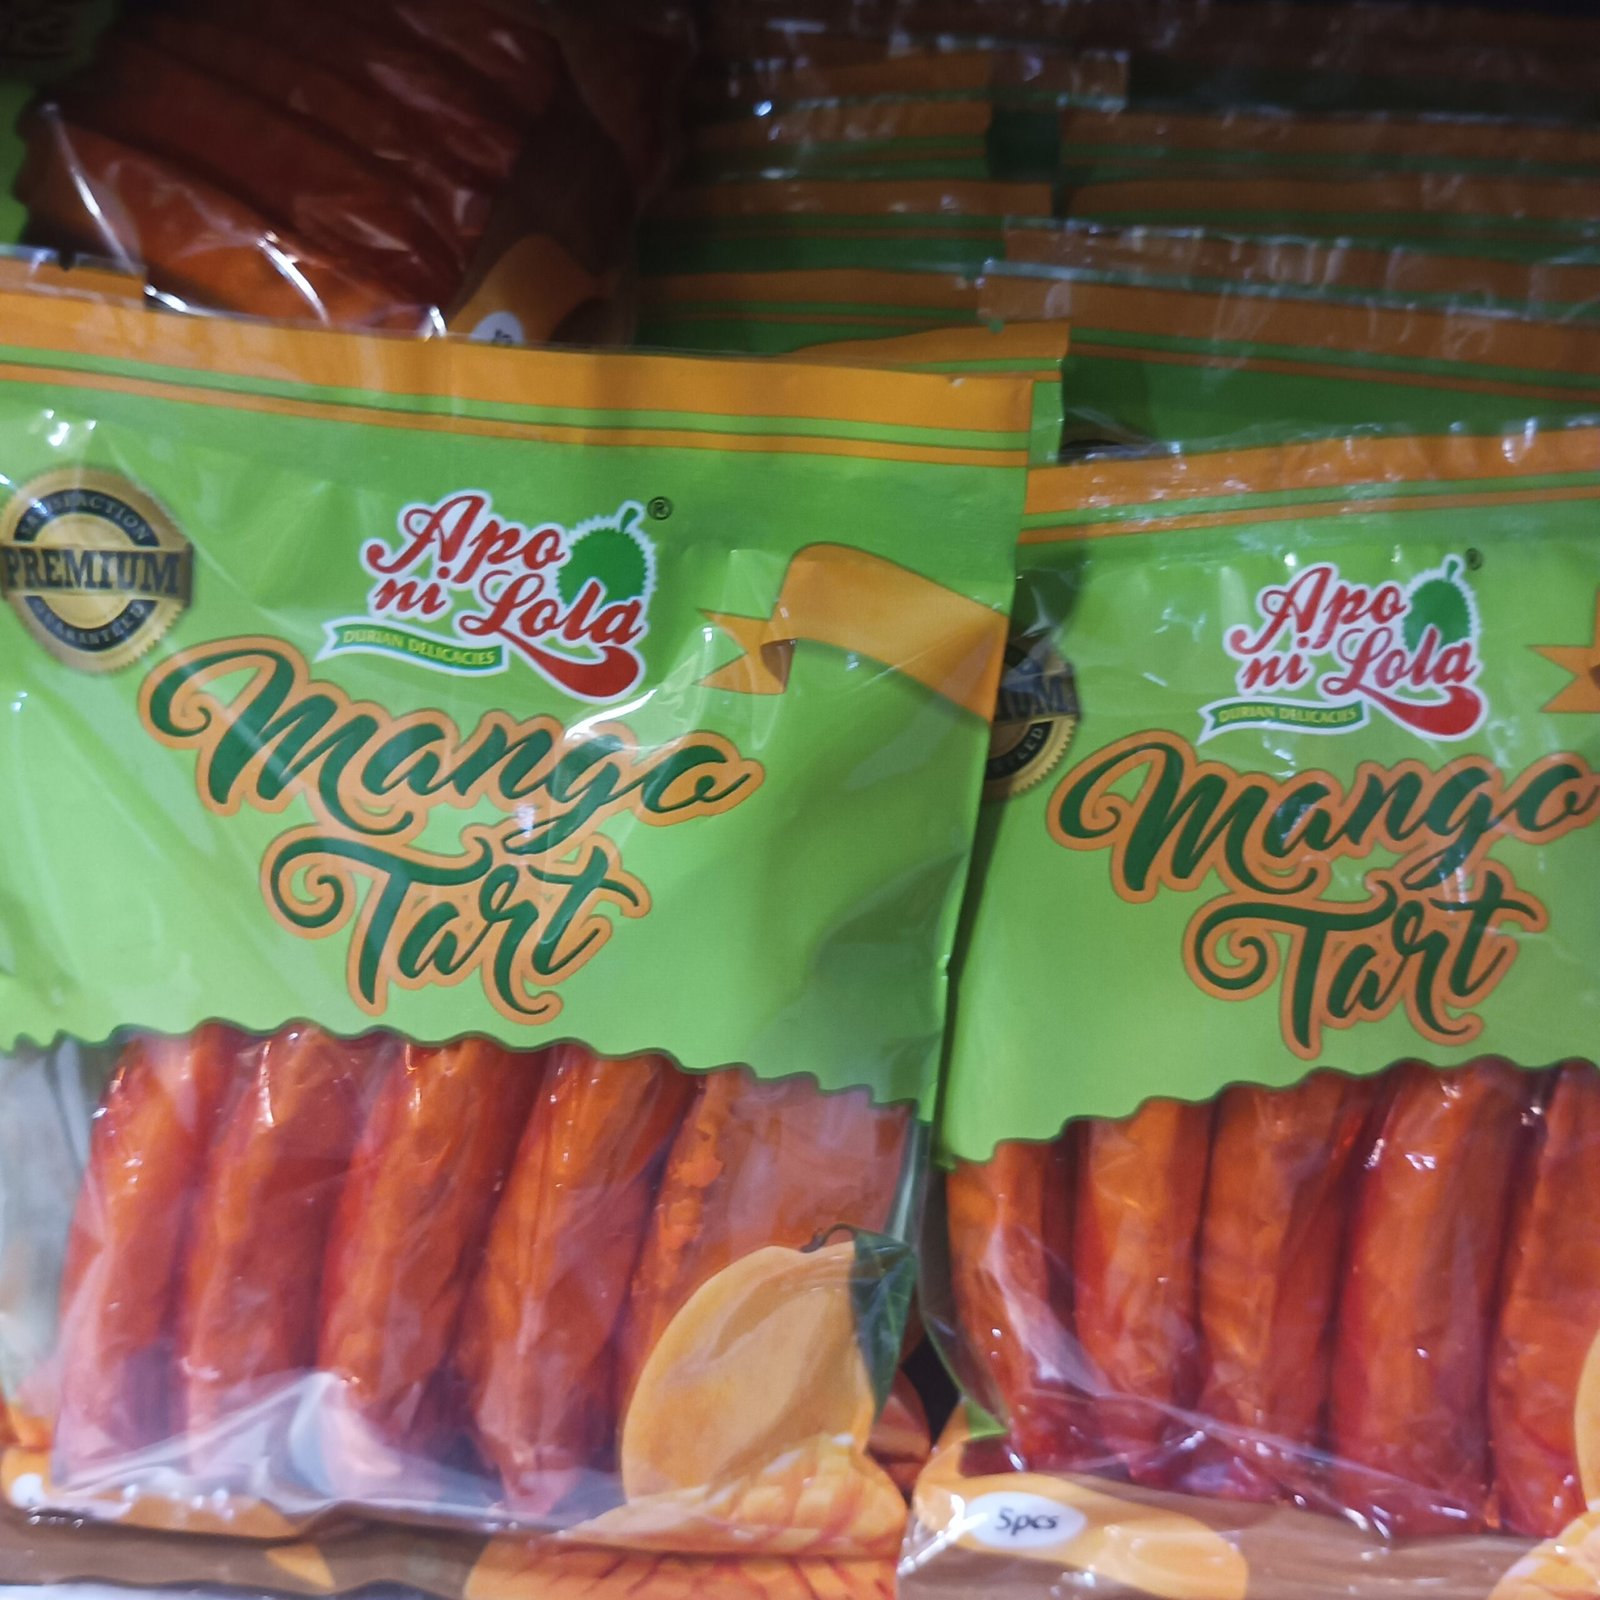 SATISFACTION
PREMIUM
GUARANTEED
Apo
ni Lola
®
DURIAN DELICACIES
Mango
Tart
Apo
ni Lola
®
DURIAN DELICACIES
Mango
Tart
5pcs